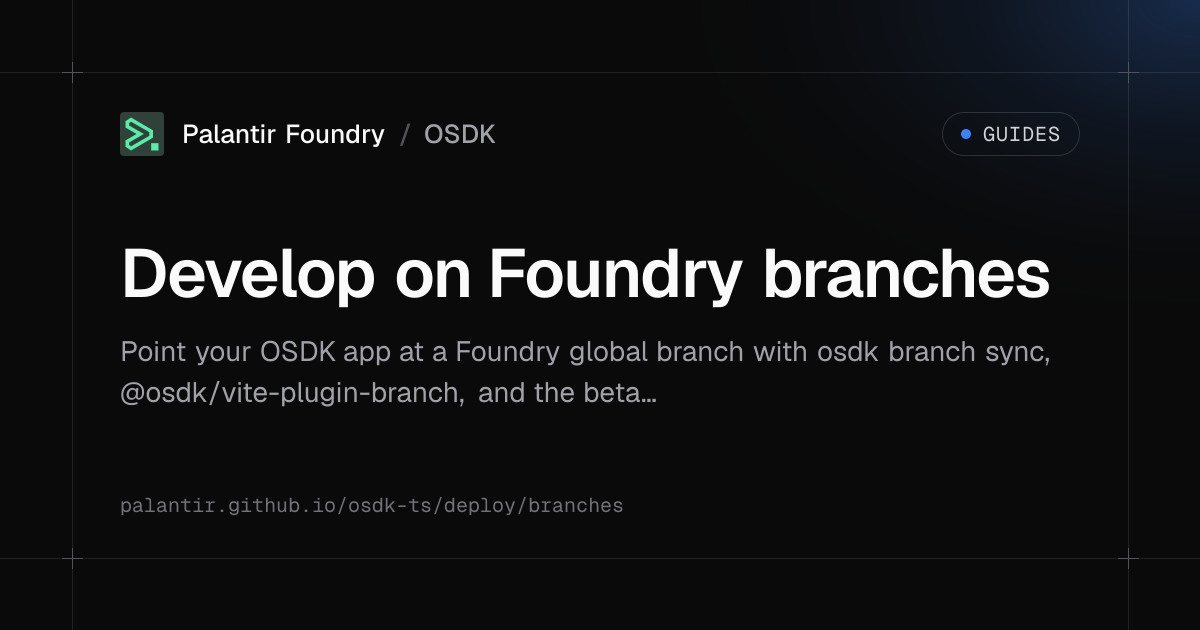 Palantir Foundry / OSDK
GUIDES
Develop on Foundry branches
Point your OSDK app at a Foundry global branch with osdk branch sync,
@osdk/vite-plugin-branch, and the beta…
palantir.github.io/osdk-ts/deploy/branches